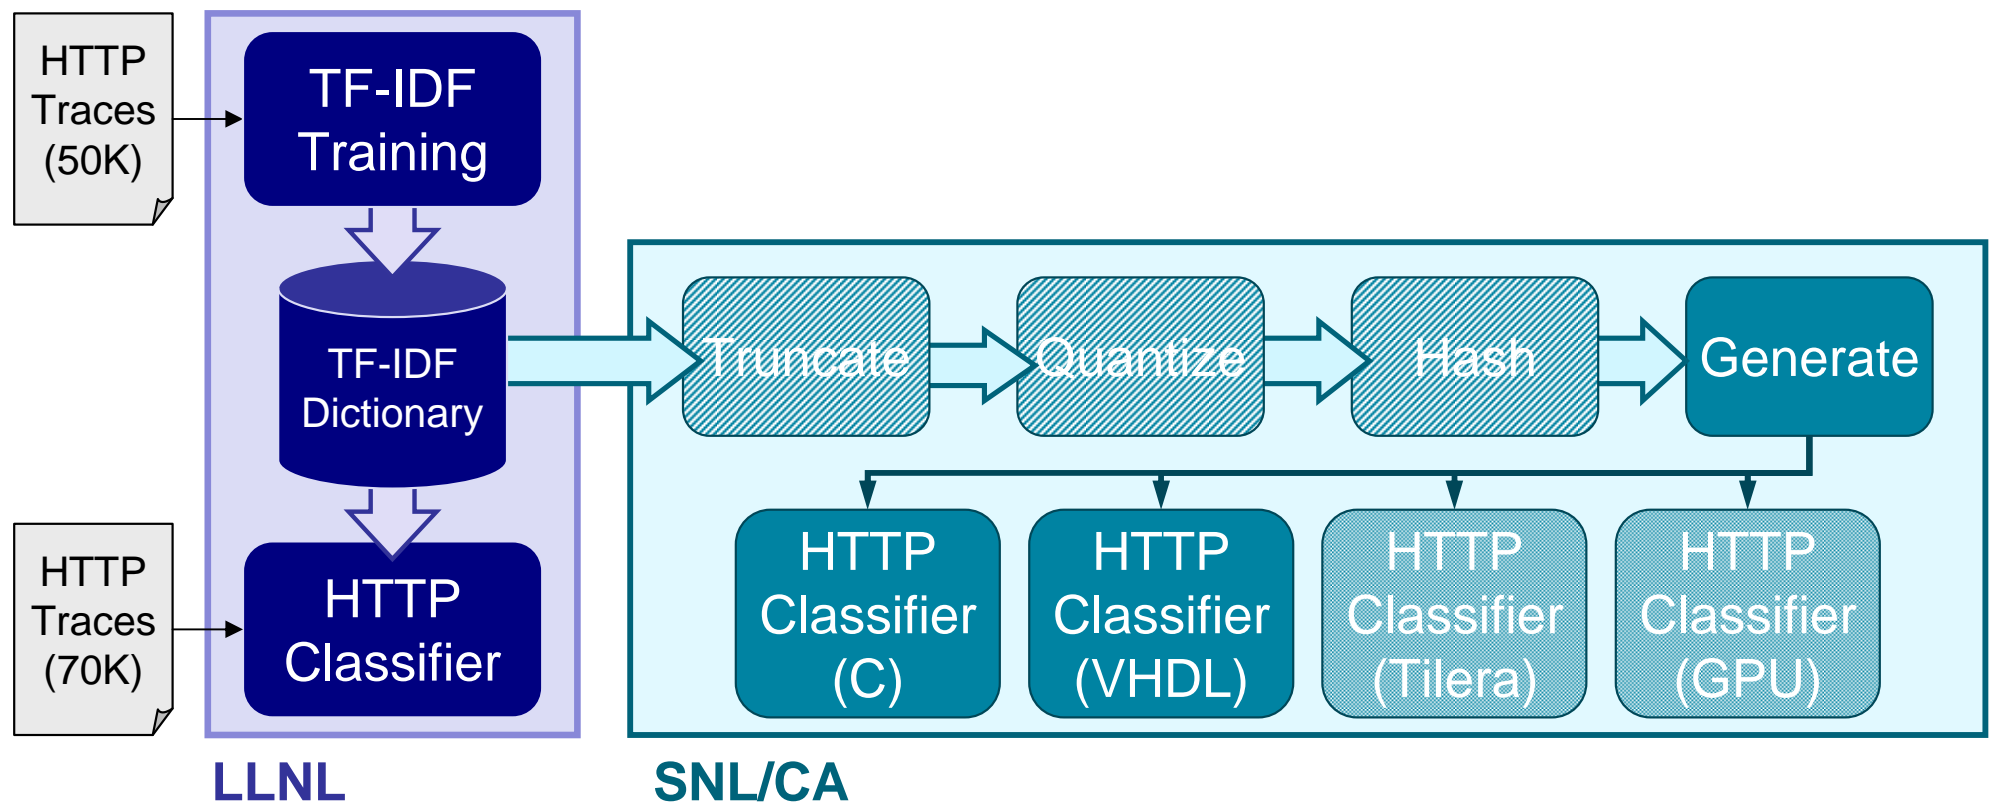 HTTP
Traces
(50K)
TF-IDF
Training
TF-IDF
Dictionary
HTTP
Traces
(70K)
HTTP
Classifier
LLNL
Truncate
Quantize
Hash
Generate
HTTP
Classifier
(C)
HTTP
Classifier
(VHDL)
HTTP
Classifier
(Tilera)
HTTP
Classifier
(GPU)
SNL/CA